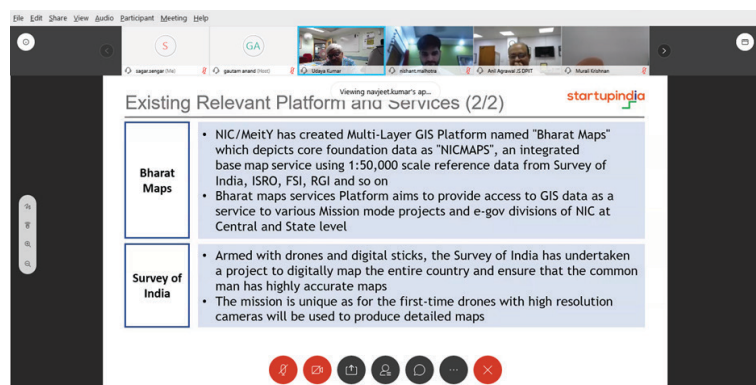 File Edit Share View Audio Participant Meeting Help
S
GA
sagar.sengar (Me)
gautam anand (Host)
Udaya Kumar
nishant.malhotra
Anil Agrawal JS DPIIT
Murali Krishnan
Viewing navjeet.kumar's ap...
Existing Relevant Platform and Services (2/2)
startupindia
Bharat
Maps
• NIC/MeitY has created Multi-Layer GIS Platform named "Bharat Maps"
which depicts core foundation data as "NICMAPS", an integrated
base map service using 1:50,000 scale reference data from Survey of
India, ISRO, FSI, RGI and so on
• Bharat maps services Platform aims to provide access to GIS data as a
service to various Mission mode projects and e-gov divisions of NIC at
Central and State level
Survey of
India
• Armed with drones and digital sticks, the Survey of India has undertaken
a project to digitally map the entire country and ensure that the common
man has highly accurate maps
• The mission is unique as for the first-time drones with high resolution
cameras will be used to produce detailed maps